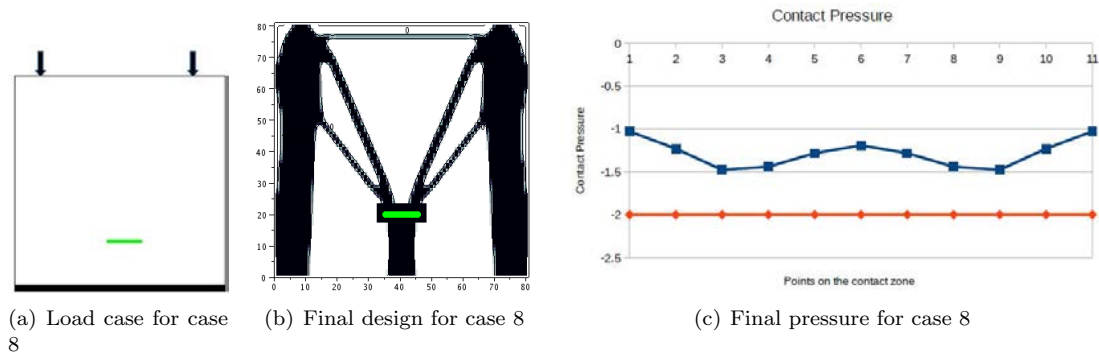 Contact Pressure
0
1 2 3 4 5 6 7 8 9 10 11
-0.5
-1
-1.5
-2
-2.5
Contact Pressure
Points on the contact zone
80
70
60
50
40
30
20
10
0
0 10 20 30 40 50 60 70 80
0
(a) Load case for case
8
(b) Final design for case 8
(c) Final pressure for case 8